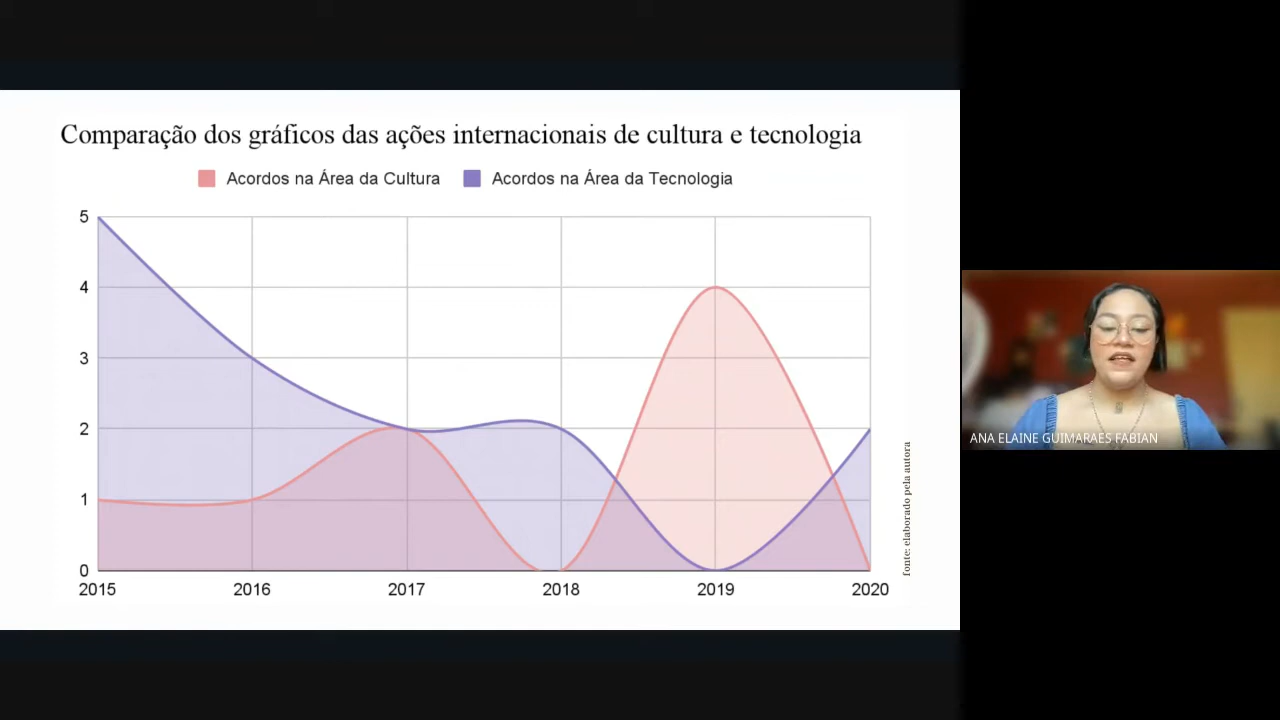 Comparação dos gráficos das ações internacionais de cultura e tecnologia
Acordos na Área da Cultura
Acordos na Área da Tecnologia
5
4
3
2
1
0
2015
2016
2017
2018
2019
2020
fonte: elaborado pela autora
ANA ELAINE GUIMARAES FABIAN